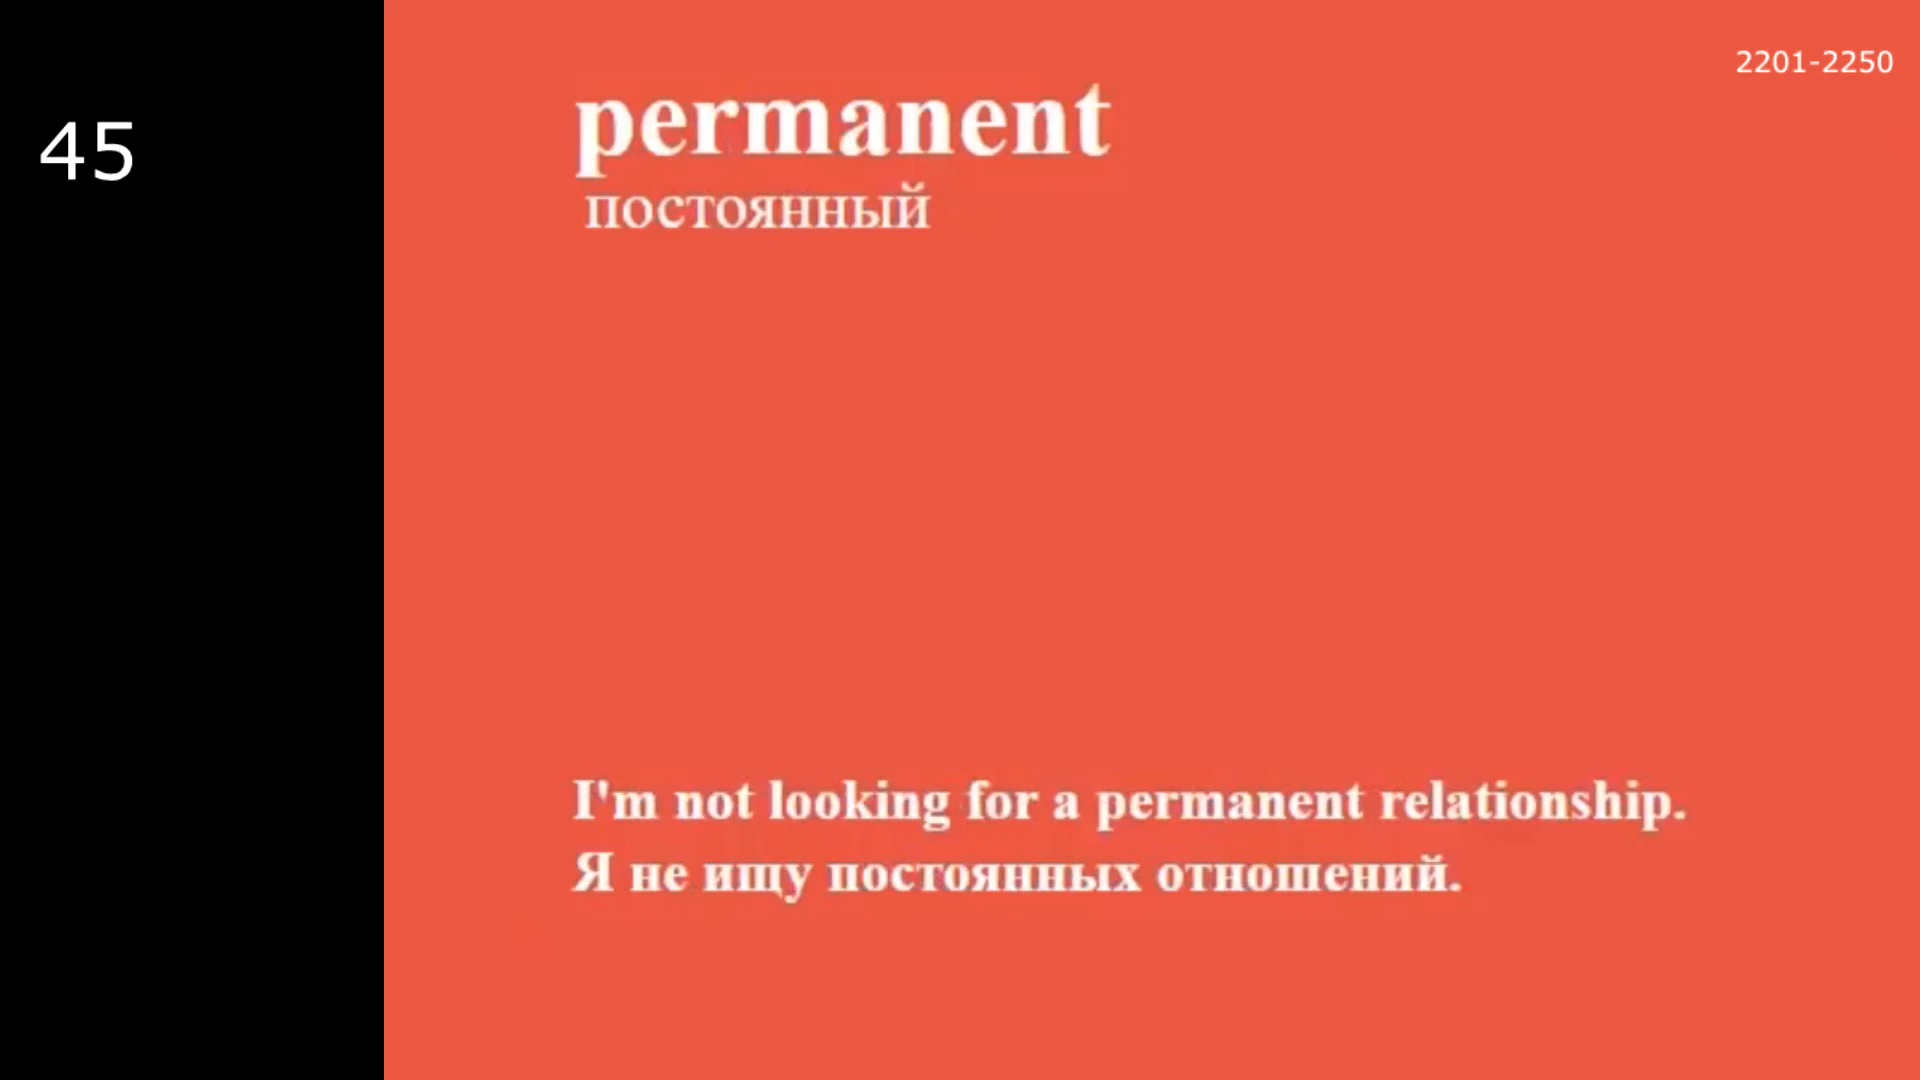 45
2201-2250
permanent
постоянный
I'm not looking for a permanent relationship.
Я не ищу постоянных отношений.